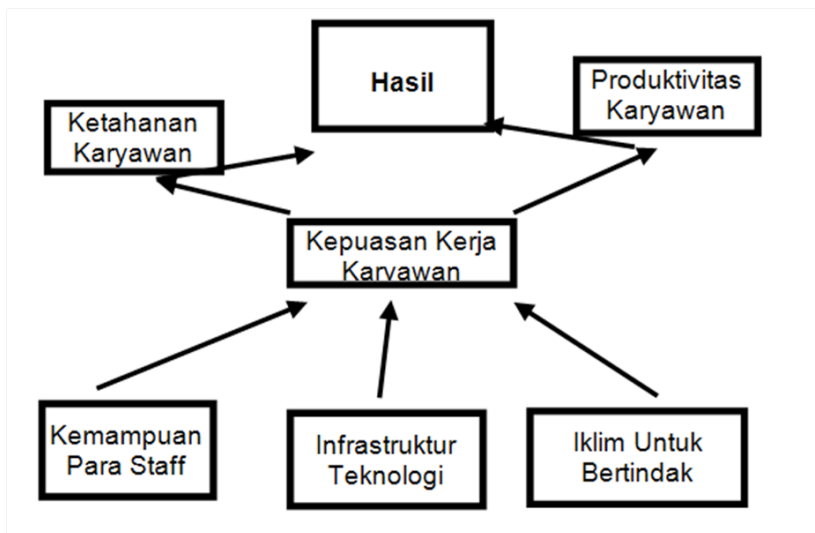 Hasil
Produktivitas
Karyawan
Ketahanan
Karyawan
Kepuasan Kerja
Karyawan
Kemampuan
Para Staff
Infrastruktur
Teknologi
Iklim Untuk
Bertindak